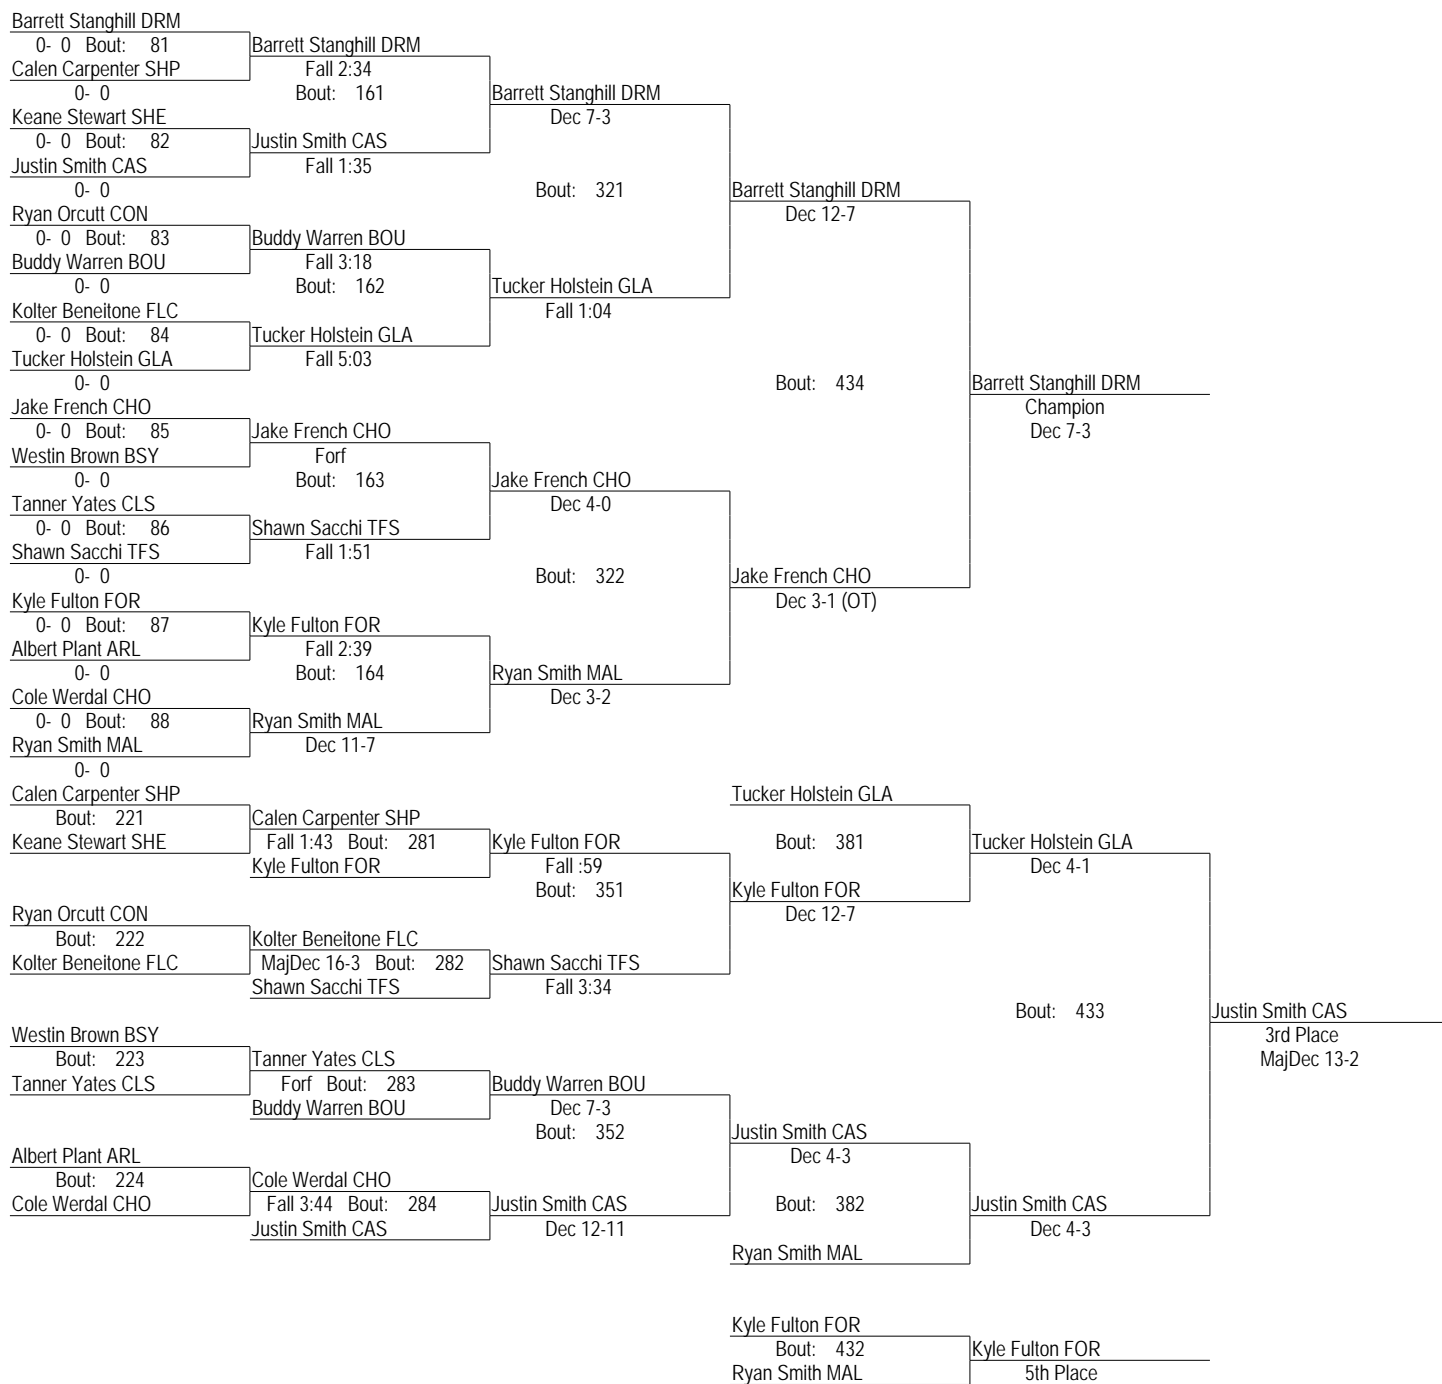 Barrett Stanghill DRM
0- 0 Bout: 81
Calen Carpenter SHP
0- 0
Keane Stewart SHE
0- 0 Bout: 82
Justin Smith CAS
0- 0
Ryan Orcutt CON
0- 0 Bout: 83
Buddy Warren BOU
0- 0
Kolter Beneitone FLC
0- 0 Bout: 84
Tucker Holstein GLA
0- 0
Jake French CHO
0- 0 Bout: 85
Westin Brown BSY
0- 0
Tanner Yates CLS
0- 0 Bout: 86
Shawn Sacchi TFS
0- 0
Kyle Fulton FOR
0- 0 Bout: 87
Albert Plant ARL
0- 0
Cole Werdal CHO
0- 0 Bout: 88
Ryan Smith MAL
0- 0
Barrett Stanghill DRM
Fall 2:34
Bout: 161
Justin Smith CAS
Fall 1:35
Buddy Warren BOU
Fall 3:18
Bout: 162
Tucker Holstein GLA
Fall 5:03
Jake French CHO
Forf
Bout: 163
Shawn Sacchi TFS
Fall 1:51
Kyle Fulton FOR
Fall 2:39
Bout: 164
Ryan Smith MAL
Dec 11-7
Barrett Stanghill DRM
Dec 7-3
Bout: 321
Tucker Holstein GLA
Fall 1:04
Jake French CHO
Dec 4-0
Bout: 322
Ryan Smith MAL
Dec 3-2
Barrett Stanghill DRM
Dec 12-7
Bout: 434
Jake French CHO
Dec 3-1 (OT)
Barrett Stanghill DRM
Champion
Dec 7-3
Calen Carpenter SHP
Bout: 221
Keane Stewart SHE
Ryan Orcutt CON
Bout: 222
Kolter Beneitone FLC
Westin Brown BSY
Bout: 223
Tanner Yates CLS
Albert Plant ARL
Bout: 224
Cole Werdal CHO
Calen Carpenter SHP
Fall 1:43 Bout: 281
Kyle Fulton FOR
Kolter Beneitone FLC
MajDec 16-3 Bout: 282
Shawn Sacchi TFS
Tanner Yates CLS
Forf Bout: 283
Buddy Warren BOU
Cole Werdal CHO
Fall 3:44 Bout: 284
Justin Smith CAS
Kyle Fulton FOR
Fall :59
Bout: 351
Shawn Sacchi TFS
Fall 3:34
Buddy Warren BOU
Dec 7-3
Bout: 352
Justin Smith CAS
Dec 12-11
Tucker Holstein GLA
Bout: 381
Kyle Fulton FOR
Dec 12-7
Justin Smith CAS
Dec 4-3
Bout: 382
Ryan Smith MAL
Tucker Holstein GLA
Dec 4-1
Bout: 433
Justin Smith CAS
Dec 4-3
Justin Smith CAS
3rd Place
MajDec 13-2
Kyle Fulton FOR
Bout: 432
Ryan Smith MAL
Kyle Fulton FOR
5th Place